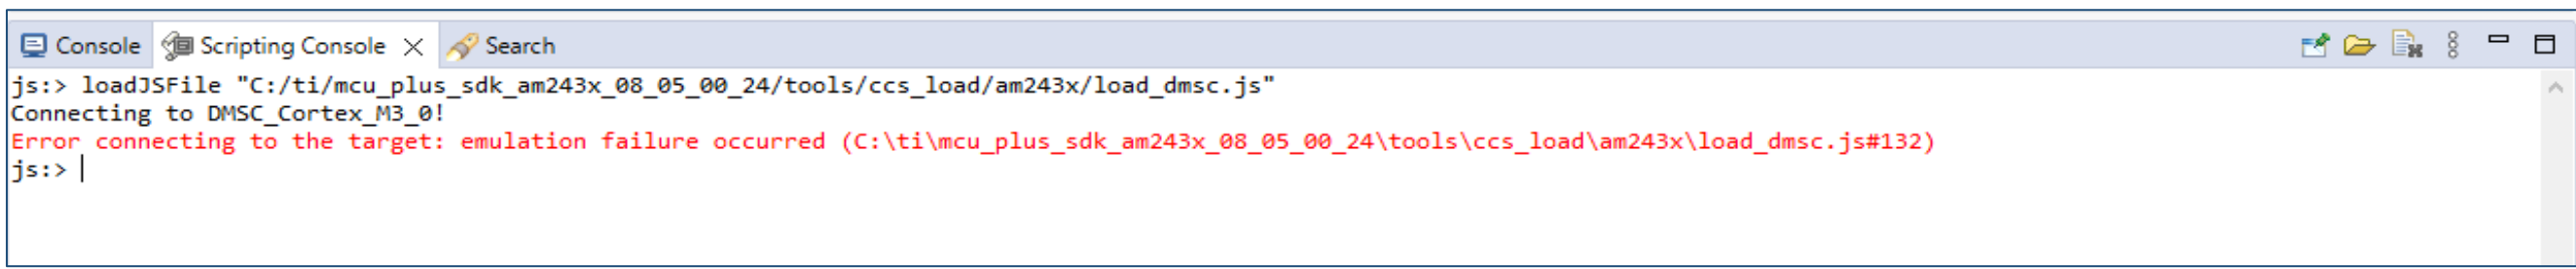 Console Scripting Console Search
js:> loadJSFile "C:/ti/mcu_plus_sdk_am243x_08_05_00_24/tools/ccs_load/am243x/load_dmsc.js"
Connecting to DMSC_Cortex_M3_0!
Error connecting to the target: emulation failure occurred (C:\ti\mcu_plus_sdk_am243x_08_05_00_24\tools\ccs_load\am243x\load_dmsc.js#132)
js:>